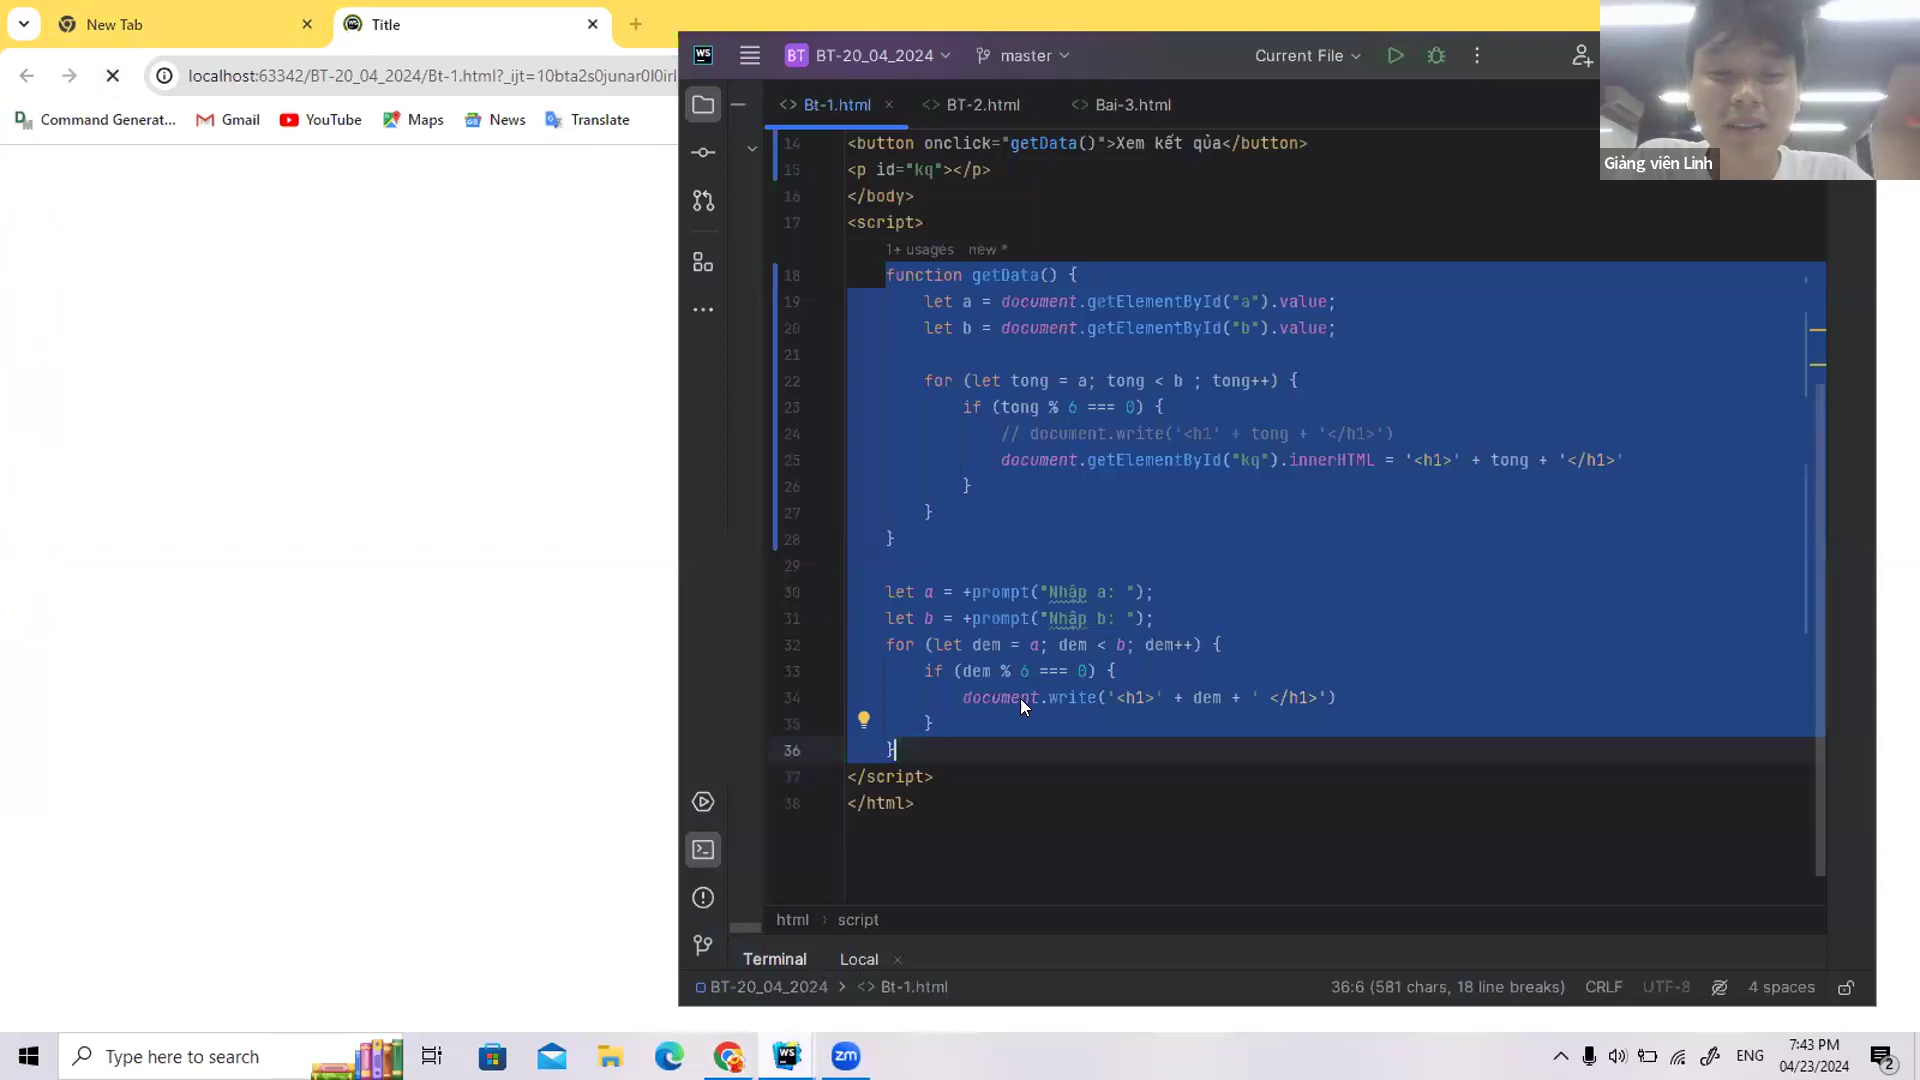 New Tab
Title
localhost:63342/BT-20_04_2024/Bt-1.html?_ijt=10bta2s0junar0l0irl
Command Generat...
Gmail
YouTube
Maps
News
Translate
WS
BT
BT-20_04_2024
master
Current File
Bt-1.html
BT-2.html
Bai-3.html
Giảng viên Linh
14 <button onclick="getData()">Xem kết qủa</button>
15 <p id="kq"></p>
16 </body>
17 <script>
1+ usages new *
18 function getData() {
19 let a = document.getElementById("a").value;
20 let b = document.getElementById("b").value;
21
22 for (let tong = a; tong < b ; tong++) {
23 if (tong % 6 === 0) {
24 // document.write('<h1' + tong + '</h1>')
25 document.getElementById("kq").innerHTML = '<h1>' + tong + '</h1>'
26 }
27 }
28 }
29
30 let a = +prompt("Nhập a: ");
31 let b = +prompt("Nhập b: ");
32 for (let dem = a; dem < b; dem++) {
33 if (dem % 6 === 0) {
34 document.write('<h1>' + dem + ' </h1>')
35 }
36 }
37 </script>
38 </html>
html › script
Terminal Local
BT-20_04_2024 > Bt-1.html
36:6 (581 chars, 18 line breaks) CRLF UTF-8 4 spaces
Type here to search
WS
zm
ENG
7:43 PM
04/23/2024
2